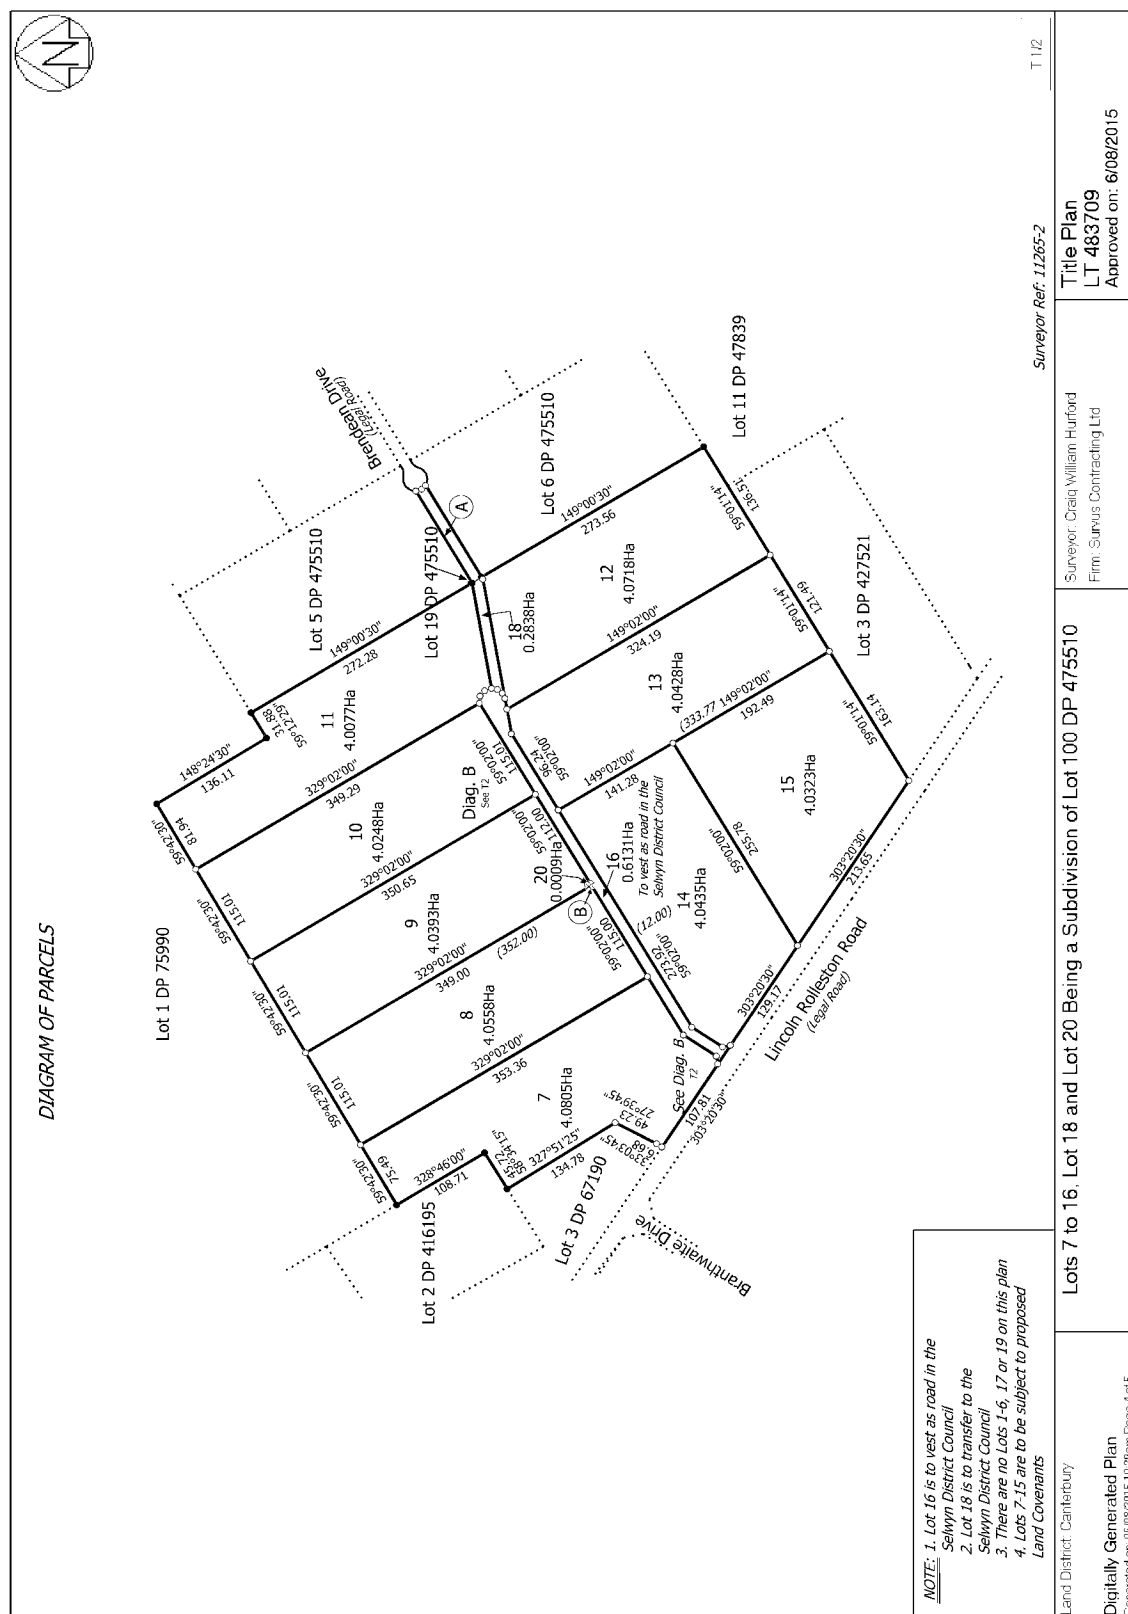 DIAGRAM OF PARCELS
N
T 1/2
Lot 1 DP 75990
Lot 5 DP 475510
Lot 19 DP 475510
Brendean Drive
(Legal Road)
Lot 6 DP 475510
Lot 11 DP 47839
Lot 3 DP 427521
Lot 2 DP 416195
Lot 3 DP 67190
Branthwaite Drive
Lincoln Rolleston Road
(Legal Road)
59°42'30"
75.49
59°42'30"
115.01
59°42'30"
115.01
59°42'30"
115.01
59°42'30"
81.94
148°24'30"
136.11
31.88
59°12'29"
149°00'30"
272.28
328°46'00"
108.71
45.72
58°34'15"
327°51'25"
134.78
49.23
27°39'45"
6.68
333°03'45"
107.81
303°20'30"
7
4.0805Ha
329°02'00"
353.36
8
4.0558Ha
329°02'00"
349.00
(352.00)
9
4.0393Ha
329°02'00"
350.65
10
4.0248Ha
329°02'00"
349.29
11
4.0077Ha
Diag. B
See T2
59°02'00"
115.01
59°02'00"
112.00
59°02'00"
115.00
96.24
59°02'00"
20
0.0009Ha
B
16
0.6131Ha
To vest as road in the
Selwyn District Council
(12.00)
273.92
59°02'00"
See Diag. B
T2
18
0.2838Ha
A
12
4.0718Ha
149°00'30"
273.56
149°02'00"
324.19
13
4.0428Ha
(333.77 149°02'00")
192.49
149°02'00"
141.28
14
4.0435Ha
59°02'00"
255.78
15
4.0323Ha
59°01'14"
136.51
59°01'14"
121.49
59°01'14"
163.14
303°20'30"
213.65
303°20'30"
129.17
NOTE: 1. Lot 16 is to vest as road in the
Selwyn District Council
2. Lot 18 is to transfer to the
Selwyn District Council
3. There are no Lots 1-6, 17 or 19 on this plan
4. Lots 7-15 are to be subject to proposed
Land Covenants
Surveyor Ref: 11265-2
Land District: Canterbury
Digitally Generated Plan
Lots 7 to 16, Lot 18 and Lot 20 Being a Subdivision of Lot 100 DP 475510
Surveyor: Craig William Hurford
Firm: Survus Contracting Ltd
Title Plan
LT 483709
Approved on: 6/08/2015